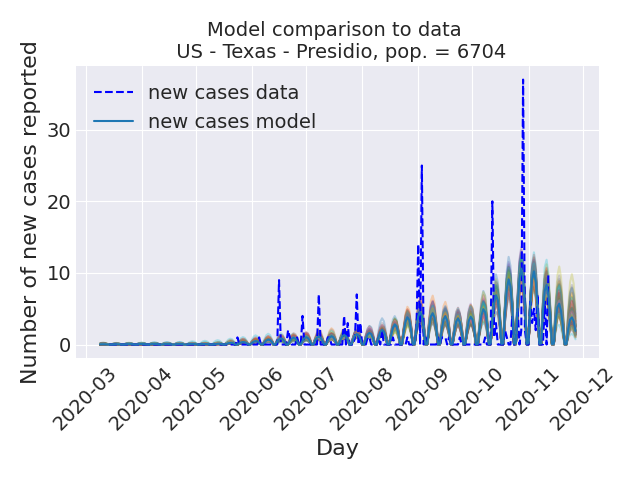 Model comparison to data
US - Texas - Presidio, pop. = 6704
Number of new cases reported
new cases data
new cases model
30
20
10
0
2020-03
2020-04
2020-05
2020-06
2020-07
2020-08
2020-09
2020-10
2020-11
2020-12
Day